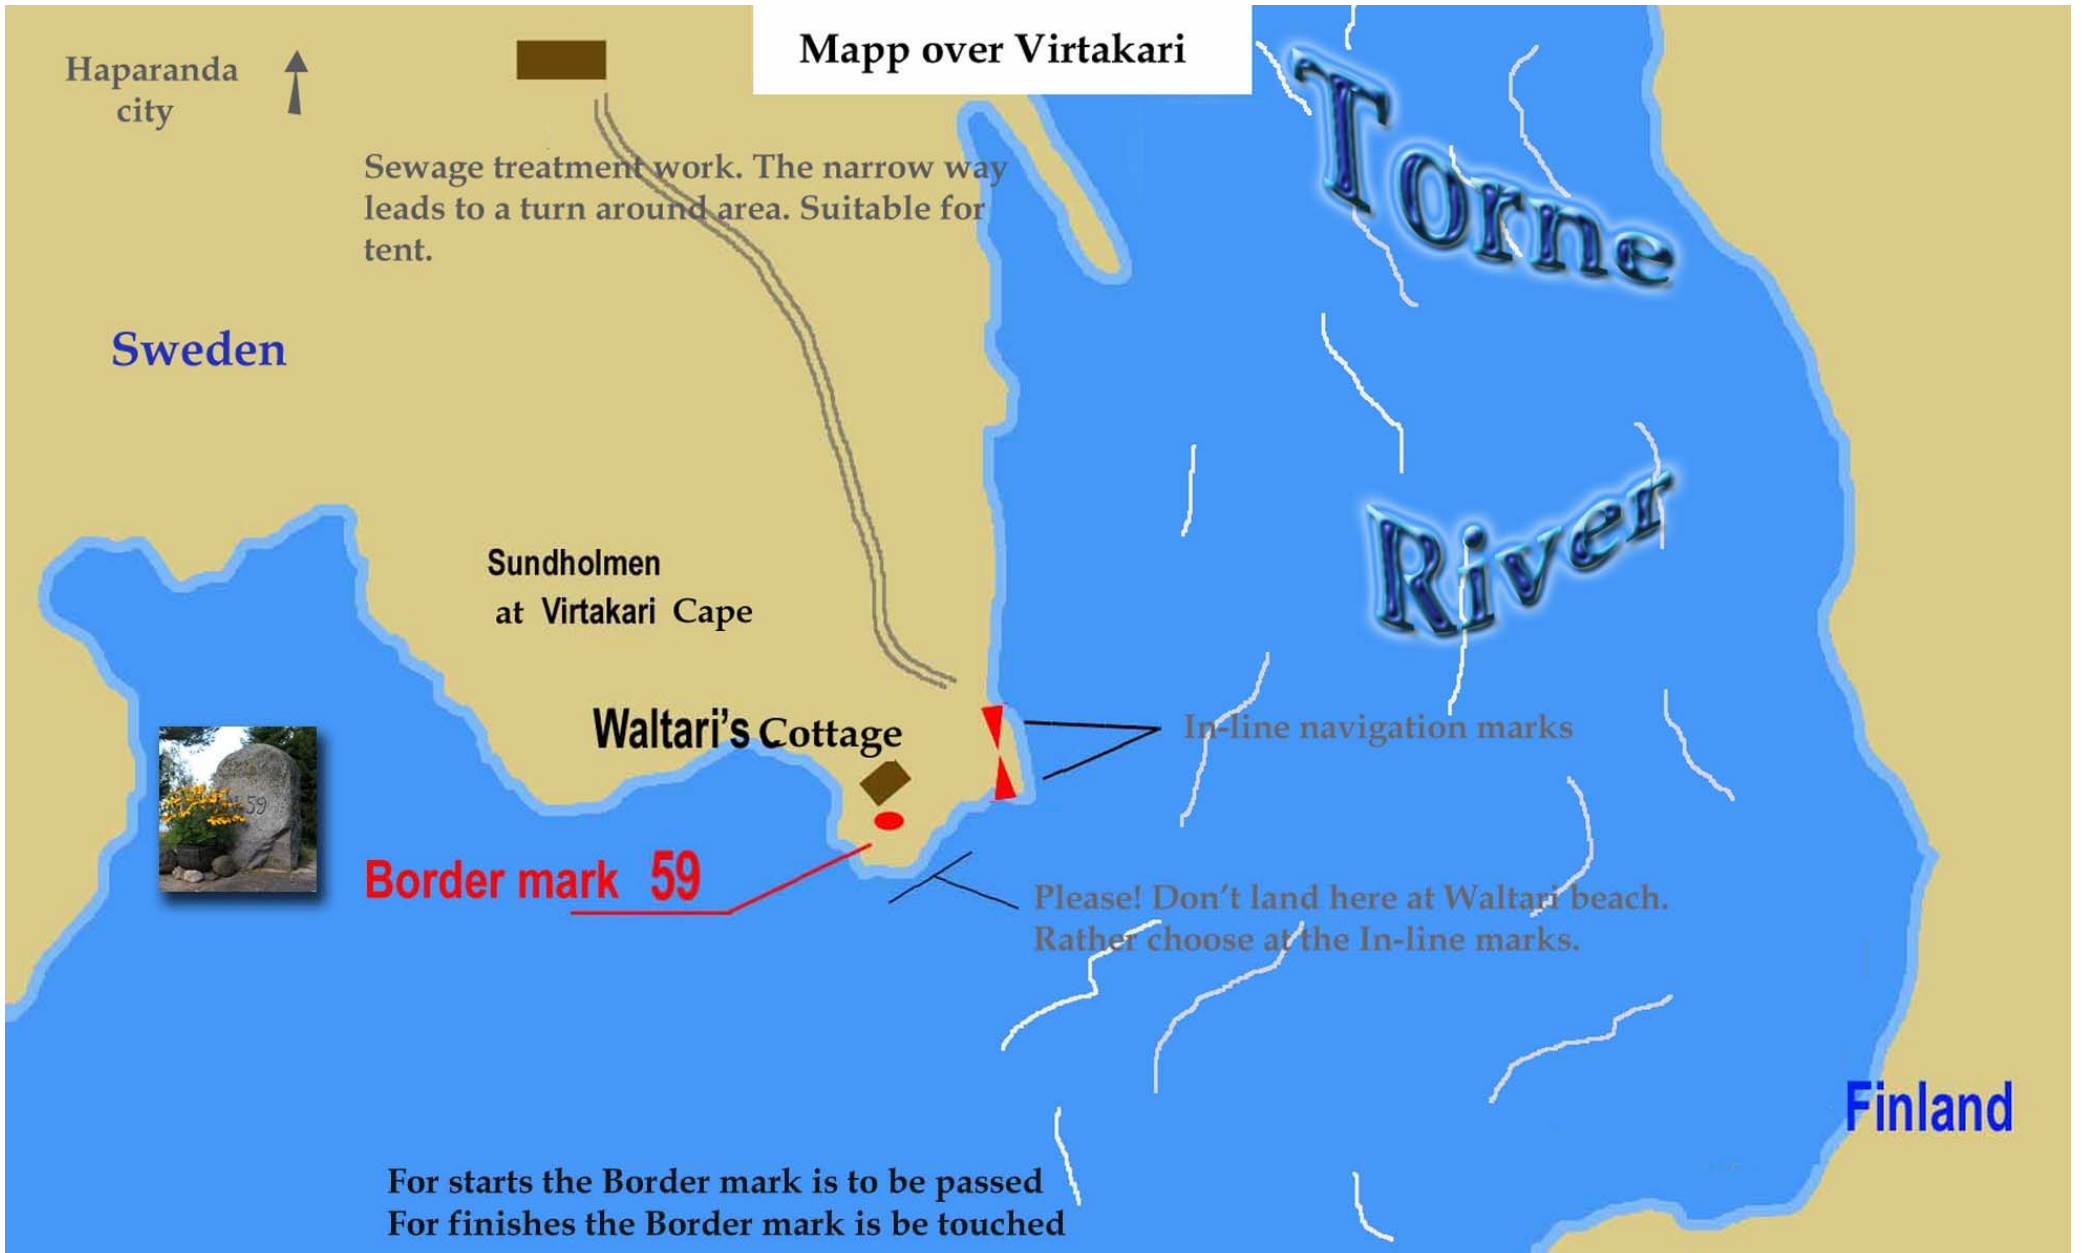 Mapp over Virtakari
Haparanda
city
Sewage treatment work. The narrow way
leads to a turn around area. Suitable for
tent.
Torne
Sweden
River
Sundholmen
at Virtakari Cape
Waltari's Cottage
In-line navigation marks
59
Border mark 59
Please! Don't land here at Waltari beach.
Rather choose at the In-line marks.
Finland
For starts the Border mark is to be passed
For finishes the Border mark is be touched